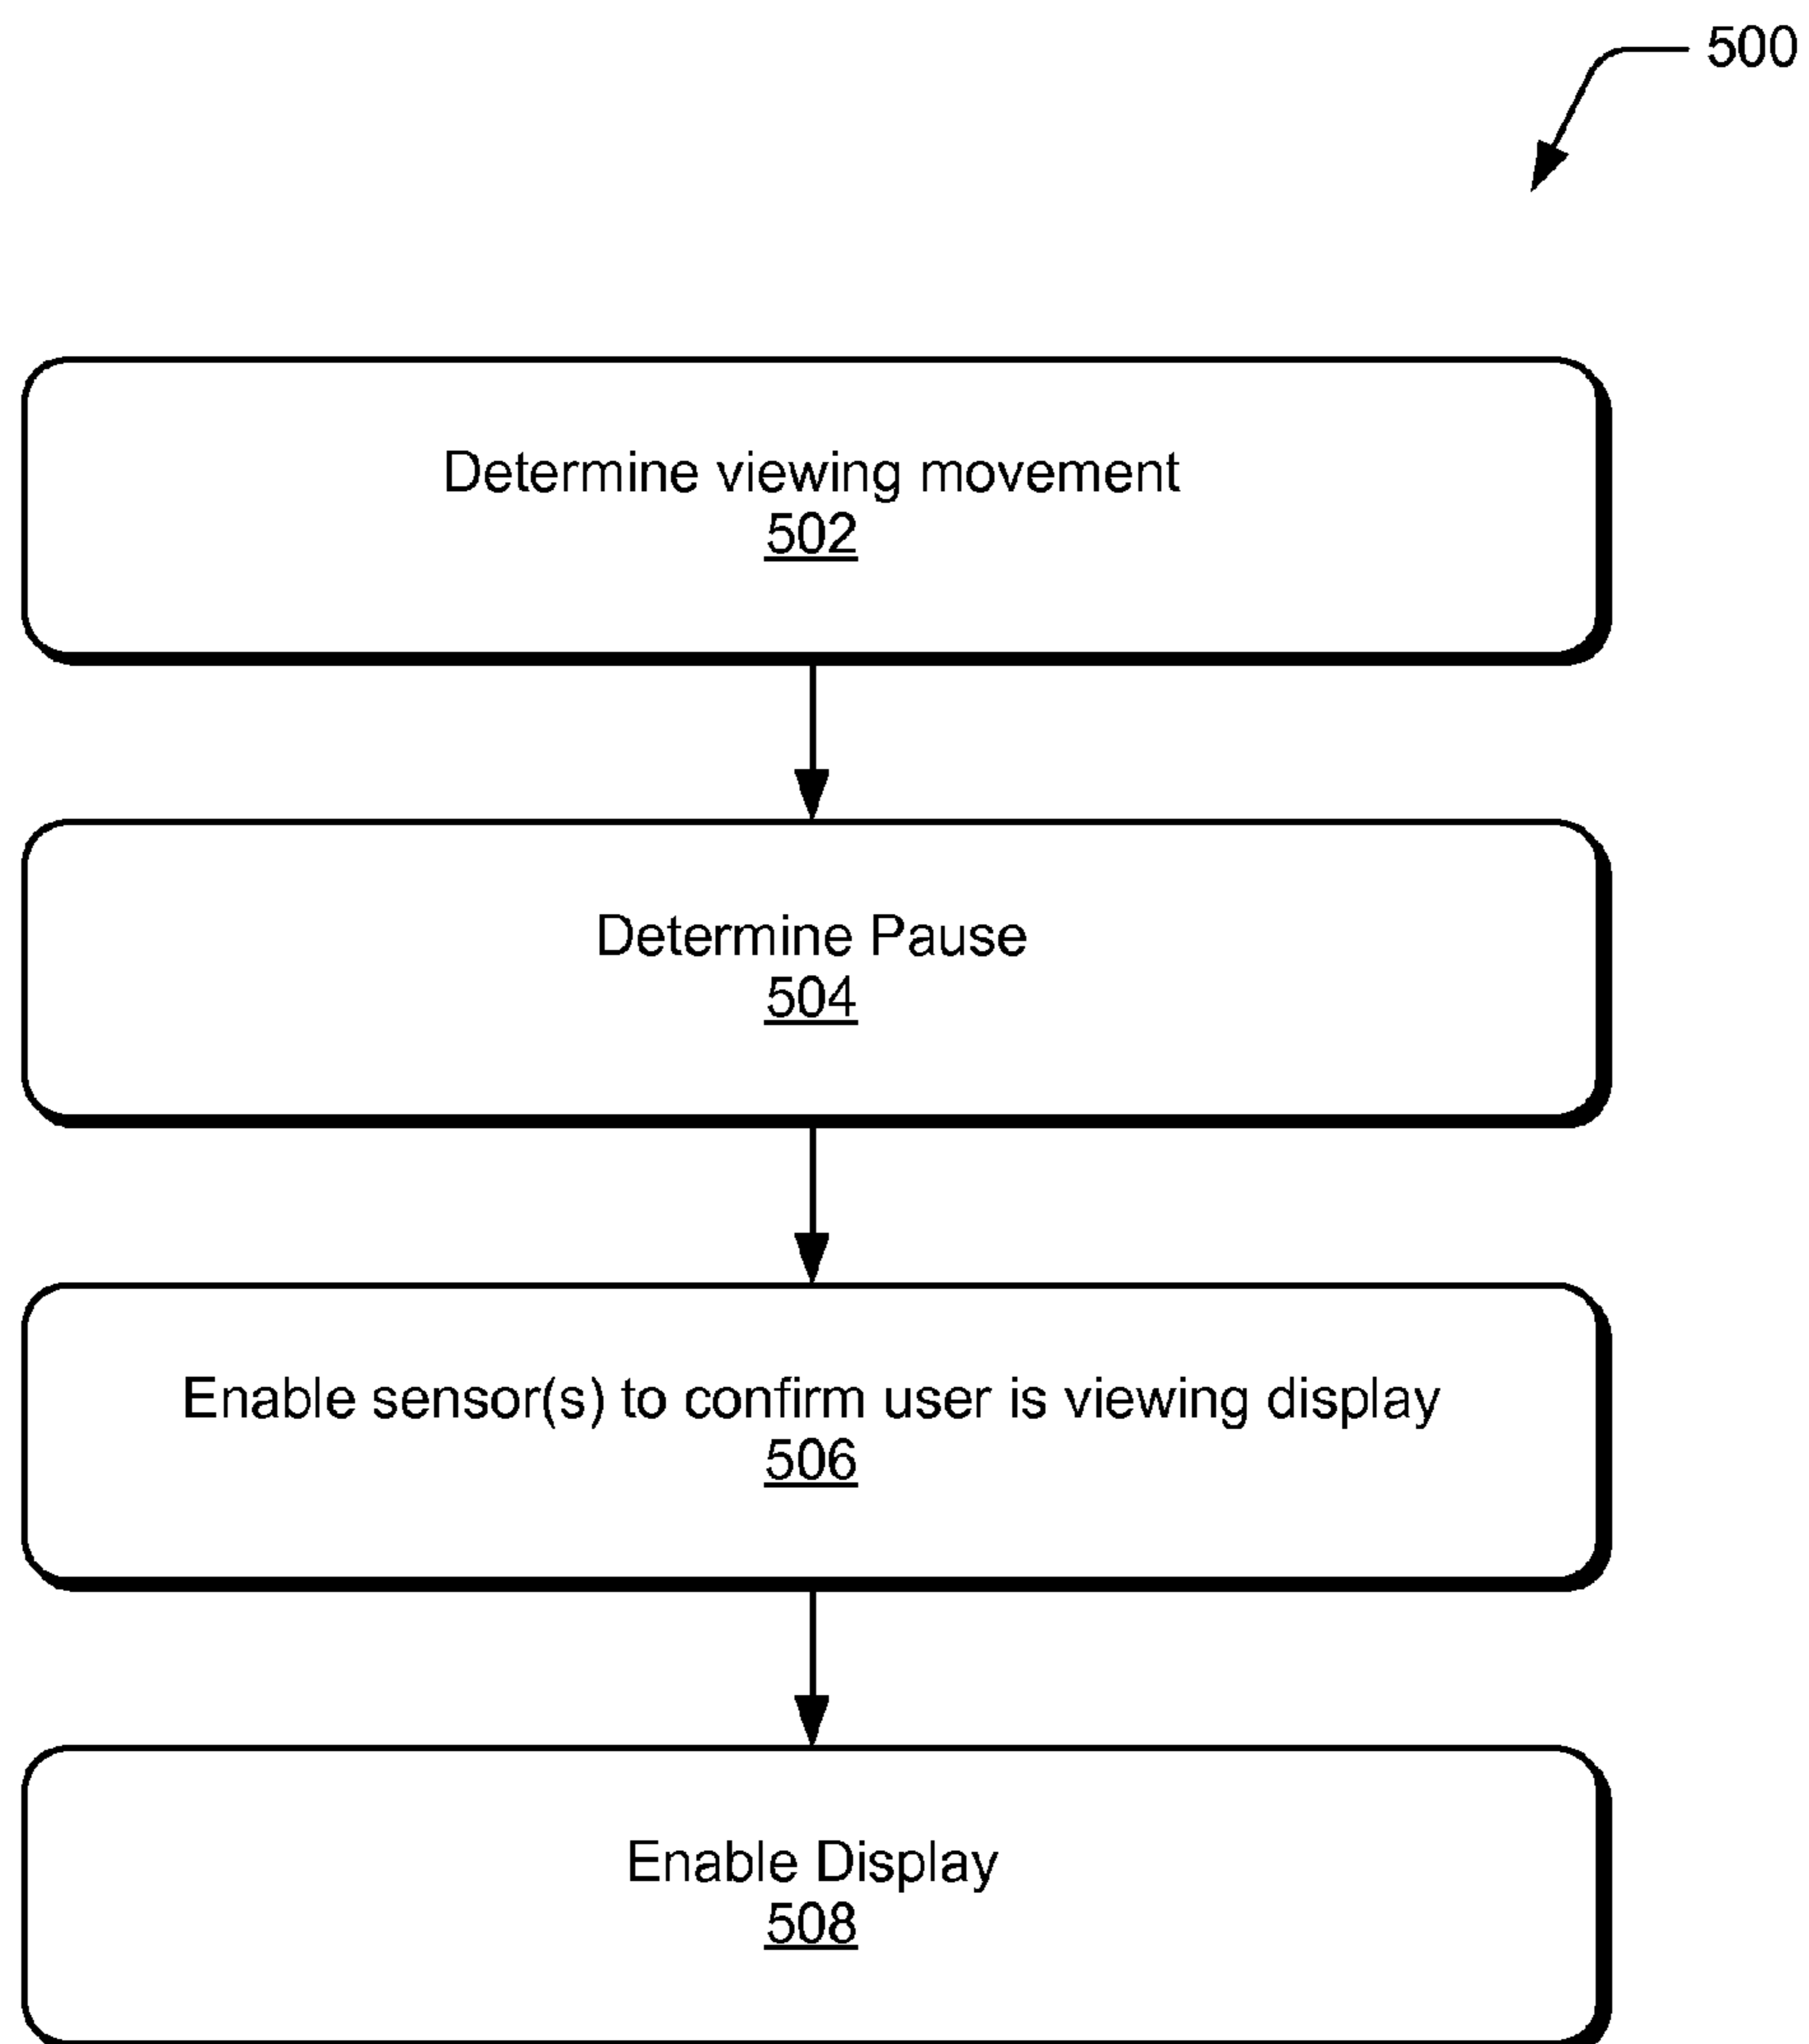 500
Determine viewing movement
502
Determine Pause
504
Enable sensor(s) to confirm user is viewing display
506
Enable Display
508